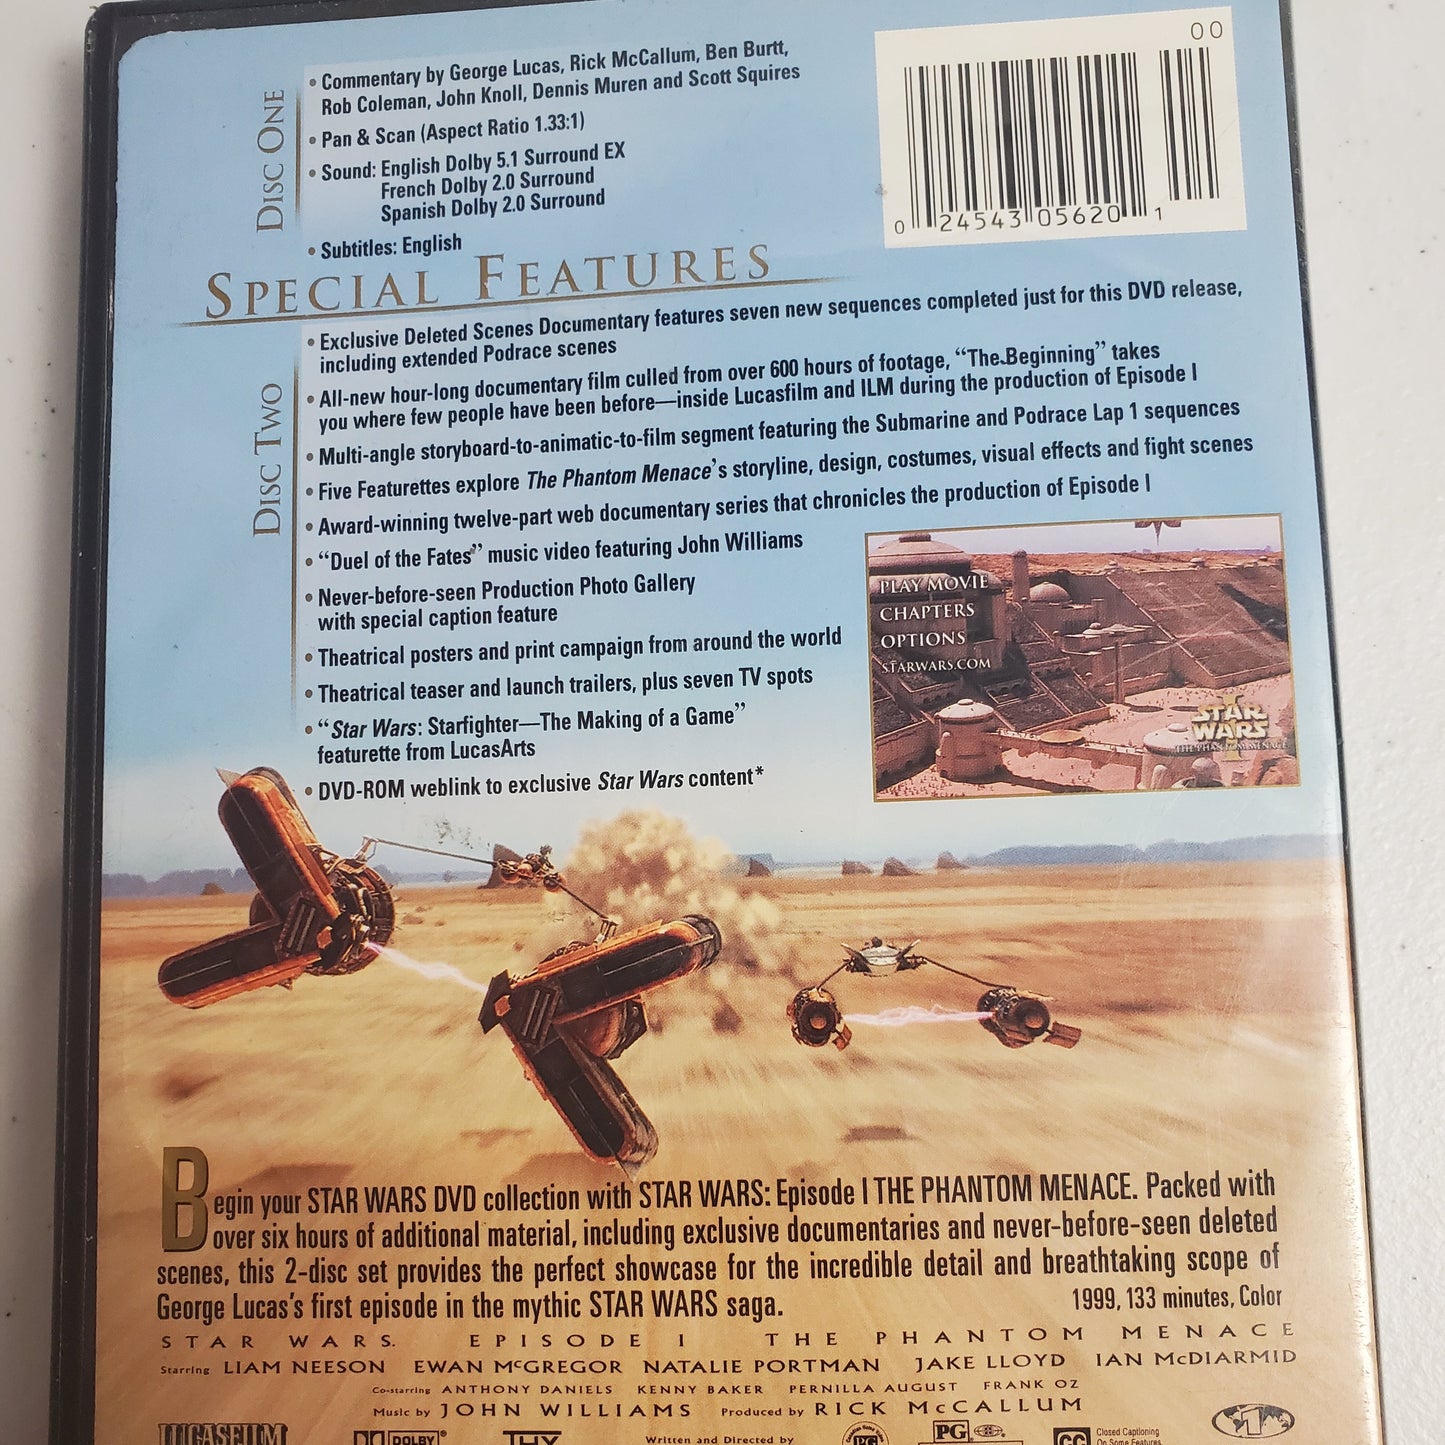 DISC ONE
• Commentary by George Lucas, Rick McCallum, Ben Burtt,
Rob Coleman, John Knoll, Dennis Muren and Scott Squires
• Pan & Scan (Aspect Ratio 1.33:1)
• Sound: English Dolby 5.1 Surround EX
French Dolby 2.0 Surround
Spanish Dolby 2.0 Surround
• Subtitles: English
00
0 24543 05620 1
SPECIAL FEATURES
DISC TWO
• Exclusive Deleted Scenes Documentary features seven new sequences completed just for this DVD release,
including extended Podrace scenes
• All-new hour-long documentary film culled from over 600 hours of footage, “The Beginning” takes
you where few people have been before—inside Lucasfilm and ILM during the production of Episode I
• Multi-angle storyboard-to-animatic-to-film segment featuring the Submarine and Podrace Lap 1 sequences
• Five Featurettes explore The Phantom Menace’s storyline, design, costumes, visual effects and fight scenes
• Award-winning twelve-part web documentary series that chronicles the production of Episode I
• “Duel of the Fates” music video featuring John Williams
• Never-before-seen Production Photo Gallery
with special caption feature
• Theatrical posters and print campaign from around the world
• Theatrical teaser and launch trailers, plus seven TV spots
• “Star Wars: Starfighter—The Making of a Game”
featurette from LucasArts
• DVD-ROM weblink to exclusive Star Wars content*
PLAY MOVIE
CHAPTERS
OPTIONS
STARWARS.COM
STAR
WARS
I
THE PHANTOM MENACE
Begin your STAR WARS DVD collection with STAR WARS: Episode I THE PHANTOM MENACE. Packed with
over six hours of additional material, including exclusive documentaries and never-before-seen deleted
scenes, this 2-disc set provides the perfect showcase for the incredible detail and breathtaking scope of
George Lucas’s first episode in the mythic STAR WARS saga.
1999, 133 minutes, Color
STAR WARS. EPISODE I THE PHANTOM MENACE
Starring LIAM NEESON EWAN McGREGOR NATALIE PORTMAN JAKE LLOYD IAN McDIARMID
Co-starring ANTHONY DANIELS KENNY BAKER PERNILLA AUGUST FRANK OZ
Music by JOHN WILLIAMS Produced by RICK McCALLUM
LUCASFILM
DOLBY
THX
Written and Directed by
PG
PG
CC
Closed Captioning
On Some Features
1